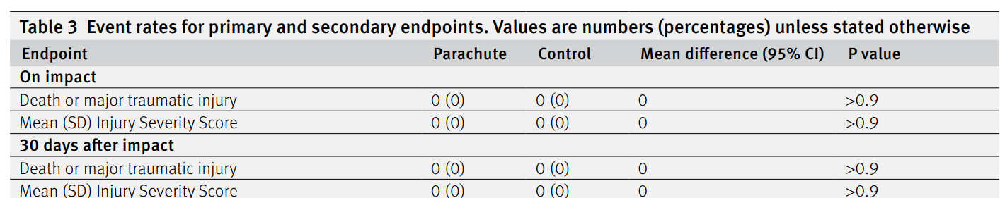 Table 3 Event rates for primary and secondary endpoints. Values are numbers (percentages) unless stated otherwise
Endpoint Parachute Control Mean difference (95% CI) P value
On impact
Death or major traumatic injury 0 (0) 0 (0) 0 >0.9
Mean (SD) Injury Severity Score 0 (0) 0 (0) 0 >0.9
30 days after impact
Death or major traumatic injury 0 (0) 0 (0) 0 >0.9
Mean (SD) Injury Severity Score 0 (0) 0 (0) 0 >0.9